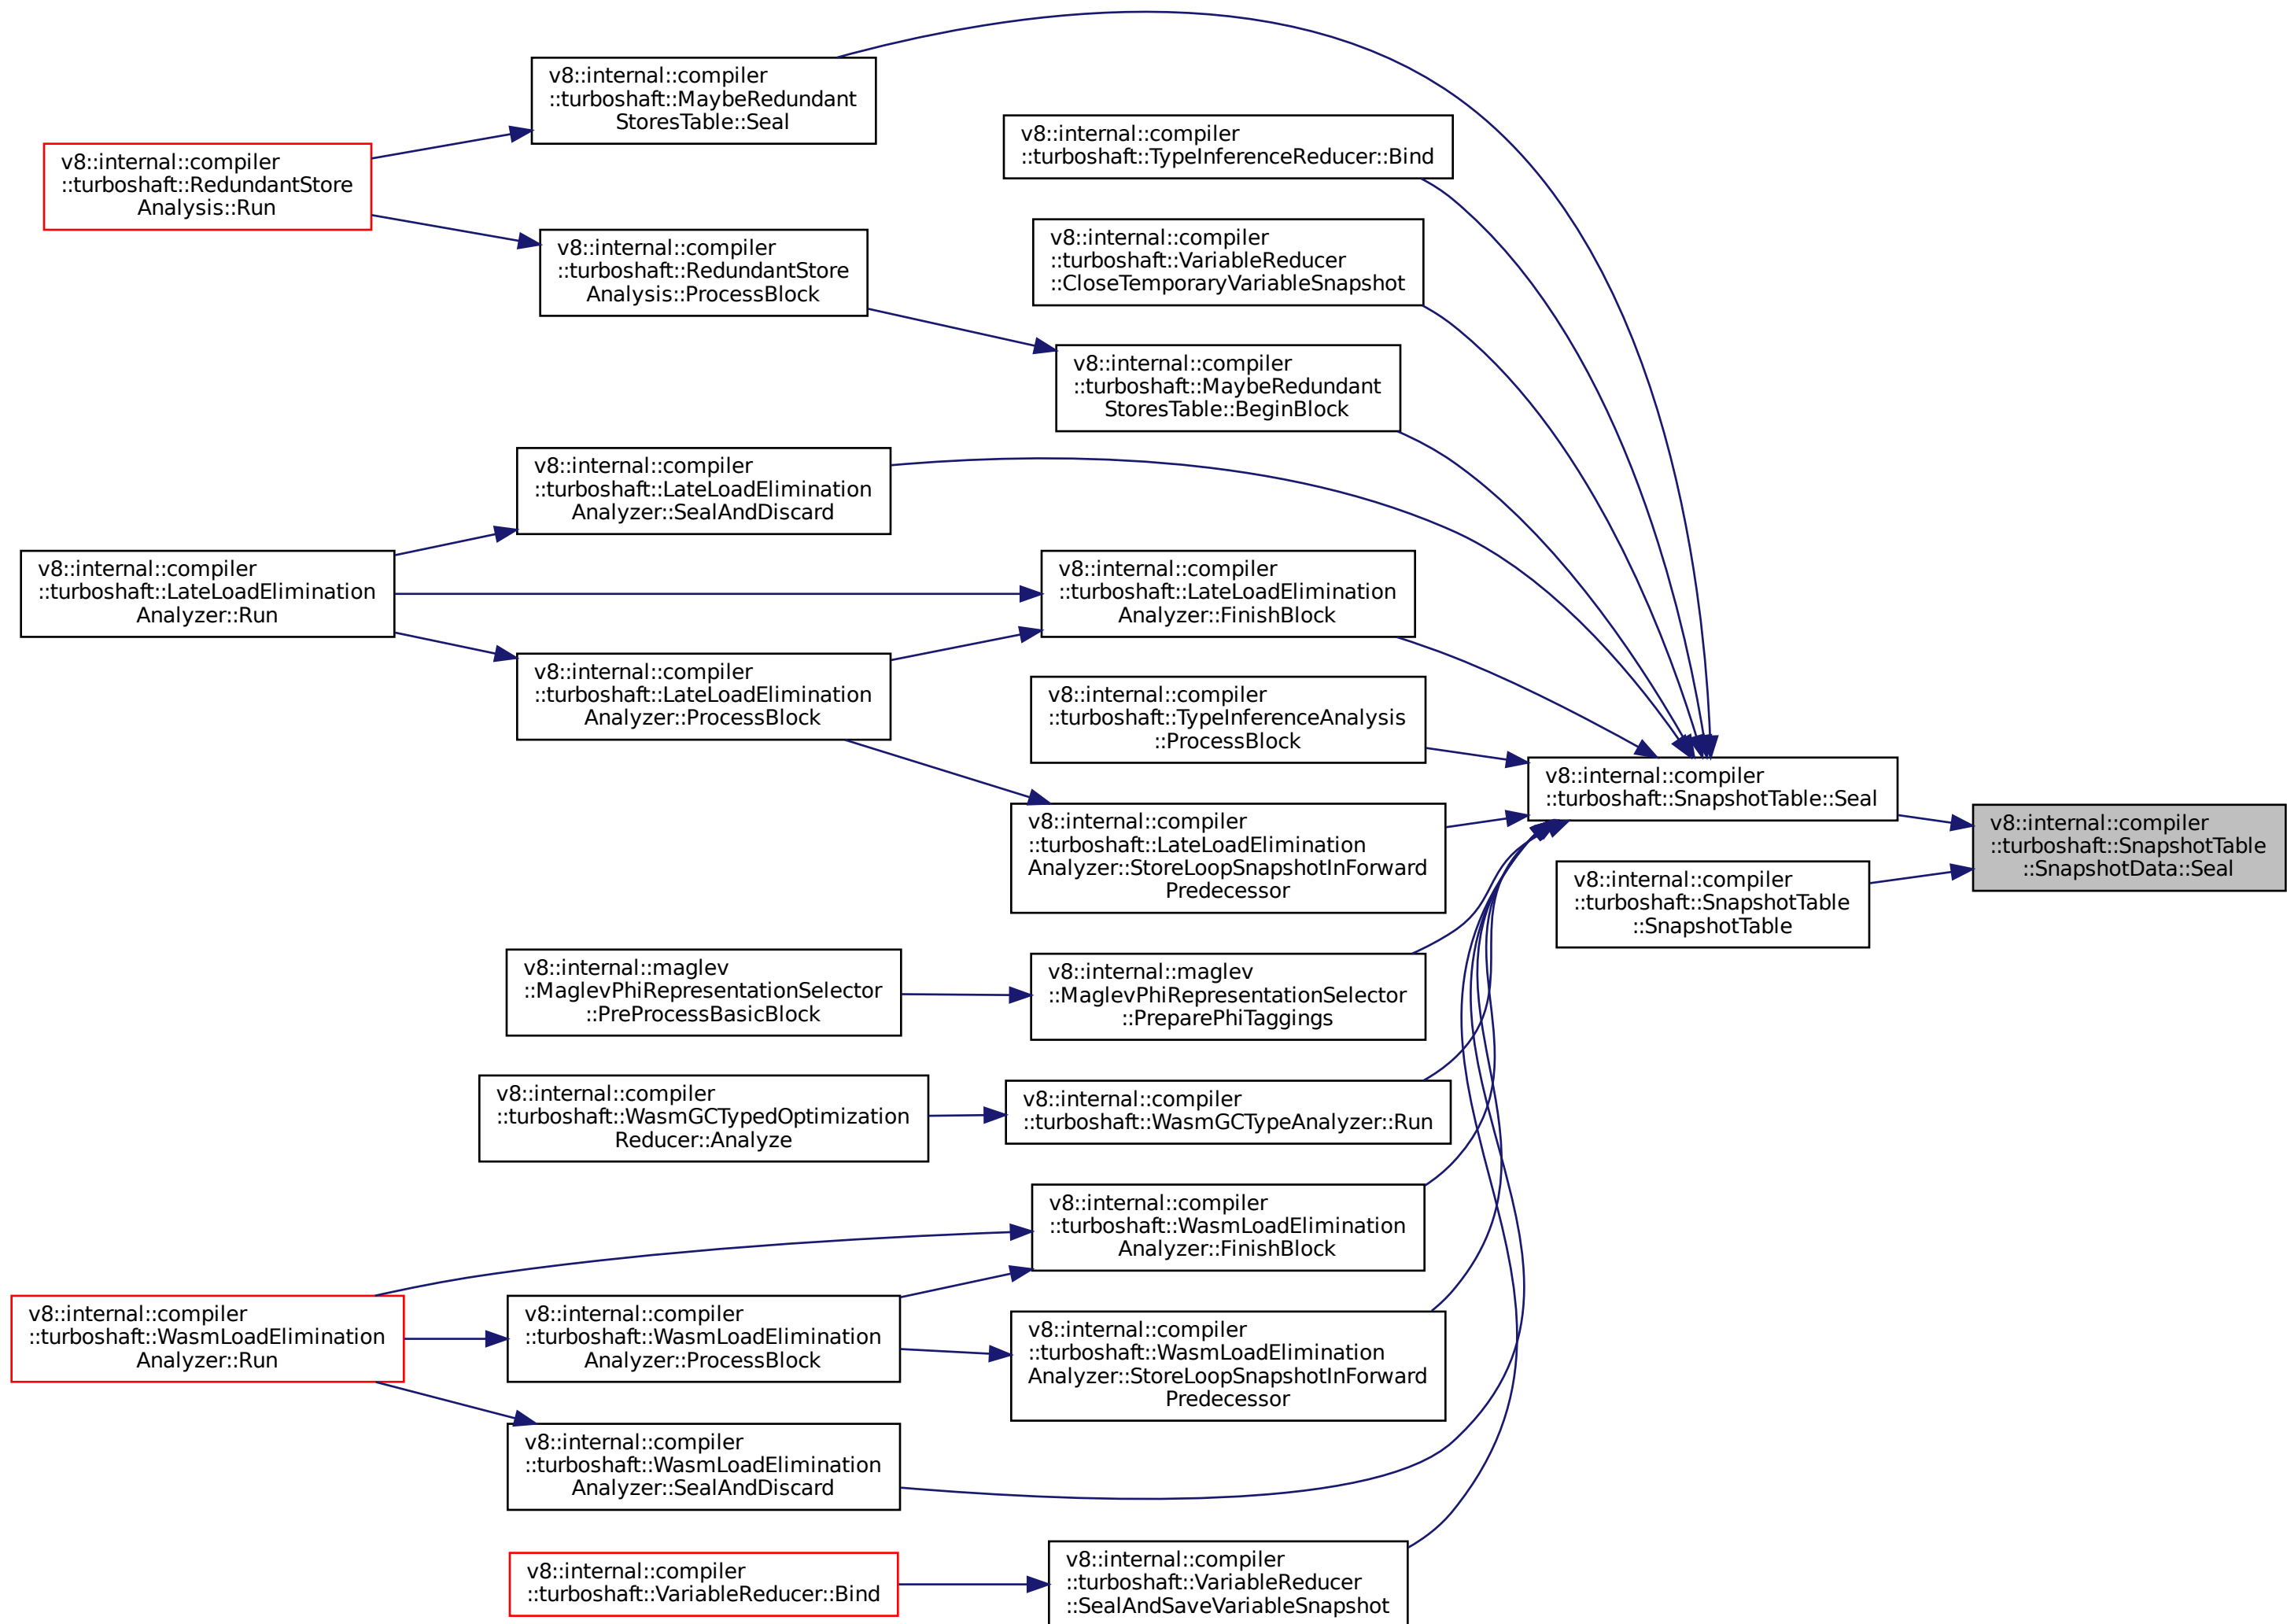 v8::internal::compiler
::turboshaft::MaybeRedundant
StoresTable::Seal
v8::internal::compiler
::turboshaft::TypeInferenceReducer::Bind
v8::internal::compiler
::turboshaft::RedundantStore
Analysis::Run
v8::internal::compiler
::turboshaft::VariableReducer
::CloseTemporaryVariableSnapshot
v8::internal::compiler
::turboshaft::RedundantStore
Analysis::ProcessBlock
v8::internal::compiler
::turboshaft::MaybeRedundant
StoresTable::BeginBlock
v8::internal::compiler
::turboshaft::LateLoadElimination
Analyzer::SealAndDiscard
v8::internal::compiler
::turboshaft::LateLoadElimination
Analyzer::Run
v8::internal::compiler
::turboshaft::LateLoadElimination
Analyzer::FinishBlock
v8::internal::compiler
::turboshaft::LateLoadElimination
Analyzer::ProcessBlock
v8::internal::compiler
::turboshaft::TypeInferenceAnalysis
::ProcessBlock
v8::internal::compiler
::turboshaft::SnapshotTable::Seal
v8::internal::compiler
::turboshaft::SnapshotTable
::SnapshotData::Seal
v8::internal::compiler
::turboshaft::LateLoadElimination
Analyzer::StoreLoopSnapshotInForward
Predecessor
v8::internal::compiler
::turboshaft::SnapshotTable
::SnapshotTable
v8::internal::maglev
::MaglevPhiRepresentationSelector
::PreProcessBasicBlock
v8::internal::maglev
::MaglevPhiRepresentationSelector
::PreparePhiTaggings
v8::internal::compiler
::turboshaft::WasmGCTypedOptimization
Reducer::Analyze
v8::internal::compiler
::turboshaft::WasmGCTypeAnalyzer::Run
v8::internal::compiler
::turboshaft::WasmLoadElimination
Analyzer::FinishBlock
v8::internal::compiler
::turboshaft::WasmLoadElimination
Analyzer::Run
v8::internal::compiler
::turboshaft::WasmLoadElimination
Analyzer::ProcessBlock
v8::internal::compiler
::turboshaft::WasmLoadElimination
Analyzer::StoreLoopSnapshotInForward
Predecessor
v8::internal::compiler
::turboshaft::WasmLoadElimination
Analyzer::SealAndDiscard
v8::internal::compiler
::turboshaft::VariableReducer::Bind
v8::internal::compiler
::turboshaft::VariableReducer
::SealAndSaveVariableSnapshot